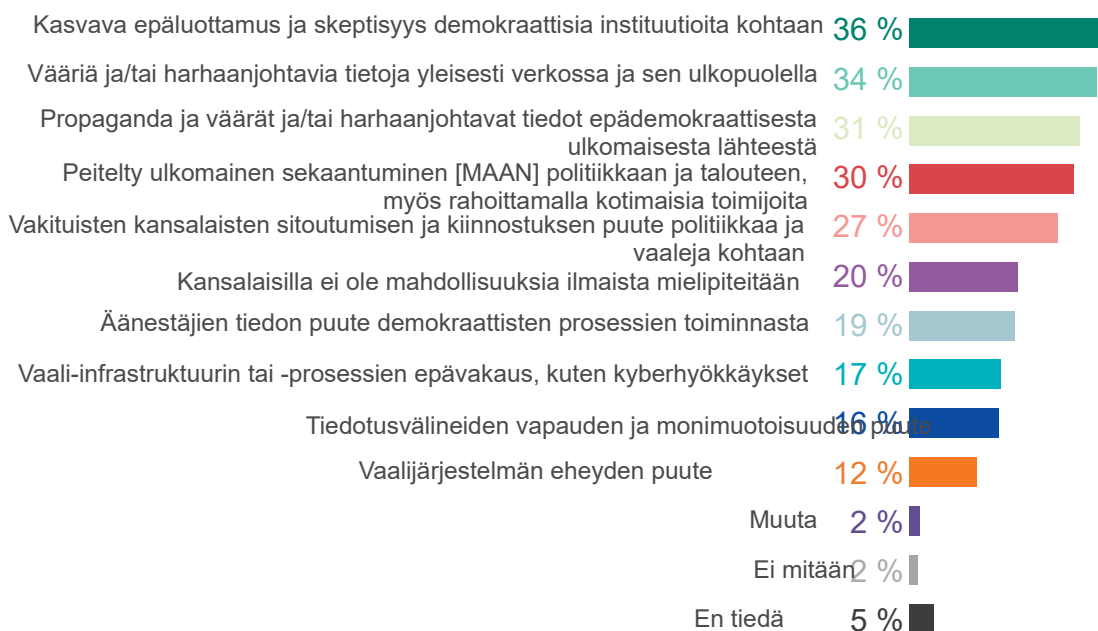 Kasvava epäluottamus ja skeptisyys demokraattisia instituutioita kohtaan 36 %
Vääriä ja/tai harhaanjohtavia tietoja yleisesti verkossa ja sen ulkopuolella 34 %
Propaganda ja väärät ja/tai harhaanjohtavat tiedot epädemokraattisesta
ulkomaisesta lähteestä 31 %
Peitelty ulkomainen sekaantuminen [MAAN] politiikkaan ja talouteen,
myös rahoittamalla kotimaisia toimijoita 30 %
Vakituisten kansalaisten sitoutumisen ja kiinnostuksen puute politiikkaa ja
vaaleja kohtaan 27 %
Kansalaisilla ei ole mahdollisuuksia ilmaista mielipiteitään 20 %
Äänestäjien tiedon puute demokraattisten prosessien toiminnasta 19 %
Vaali-infrastruktuurin tai -prosessien epävakaus, kuten kyberhyökkäykset 17 %
Tiedotusvälineiden vapauden ja monimuotoisuuden puute 16 %
Vaalijärjestelmän eheyden puute 12 %
Muuta 2 %
Ei mitään 2 %
En tiedä 5 %